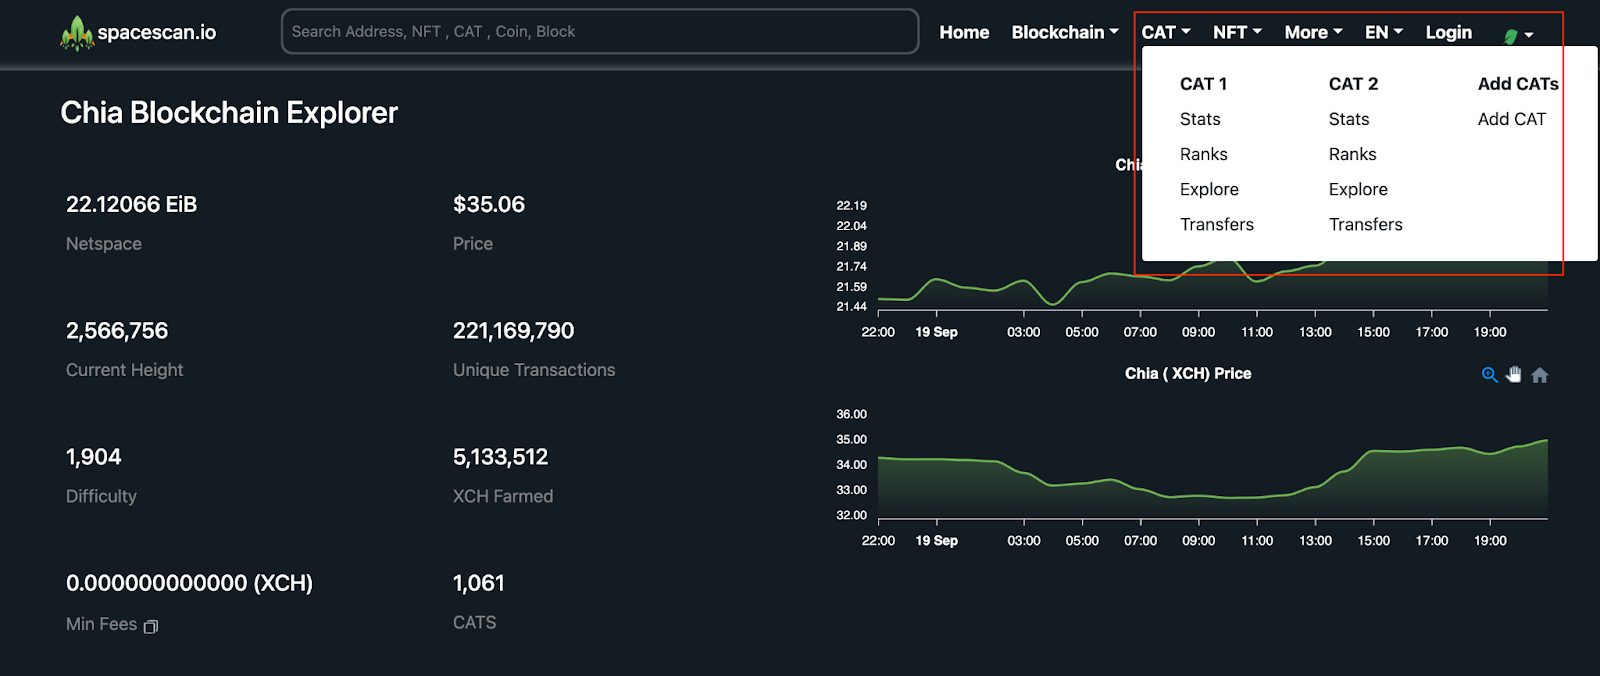 spacescan.io
Search Address, NFT , CAT , Coin, Block
Home Blockchain CAT NFT More EN Login
CAT 1 CAT 2 Add CATs
Stats Stats Add CAT
Ranks Ranks
Explore Explore
Transfers Transfers
Chia Blockchain Explorer
22.12066 EiB
Netspace
$35.06
Price
2,566,756
Current Height
221,169,790
Unique Transactions
1,904
Difficulty
5,133,512
XCH Farmed
0.000000000000 (XCH)
Min Fees
1,061
CATS
22.19
22.04
21.89
21.74
21.59
21.44
22:00 19 Sep 03:00 05:00 07:00 09:00 11:00 13:00 15:00 17:00 19:00
Chia ( XCH) Price
36.00
35.00
34.00
33.00
32.00
22:00 19 Sep 03:00 05:00 07:00 09:00 11:00 13:00 15:00 17:00 19:00